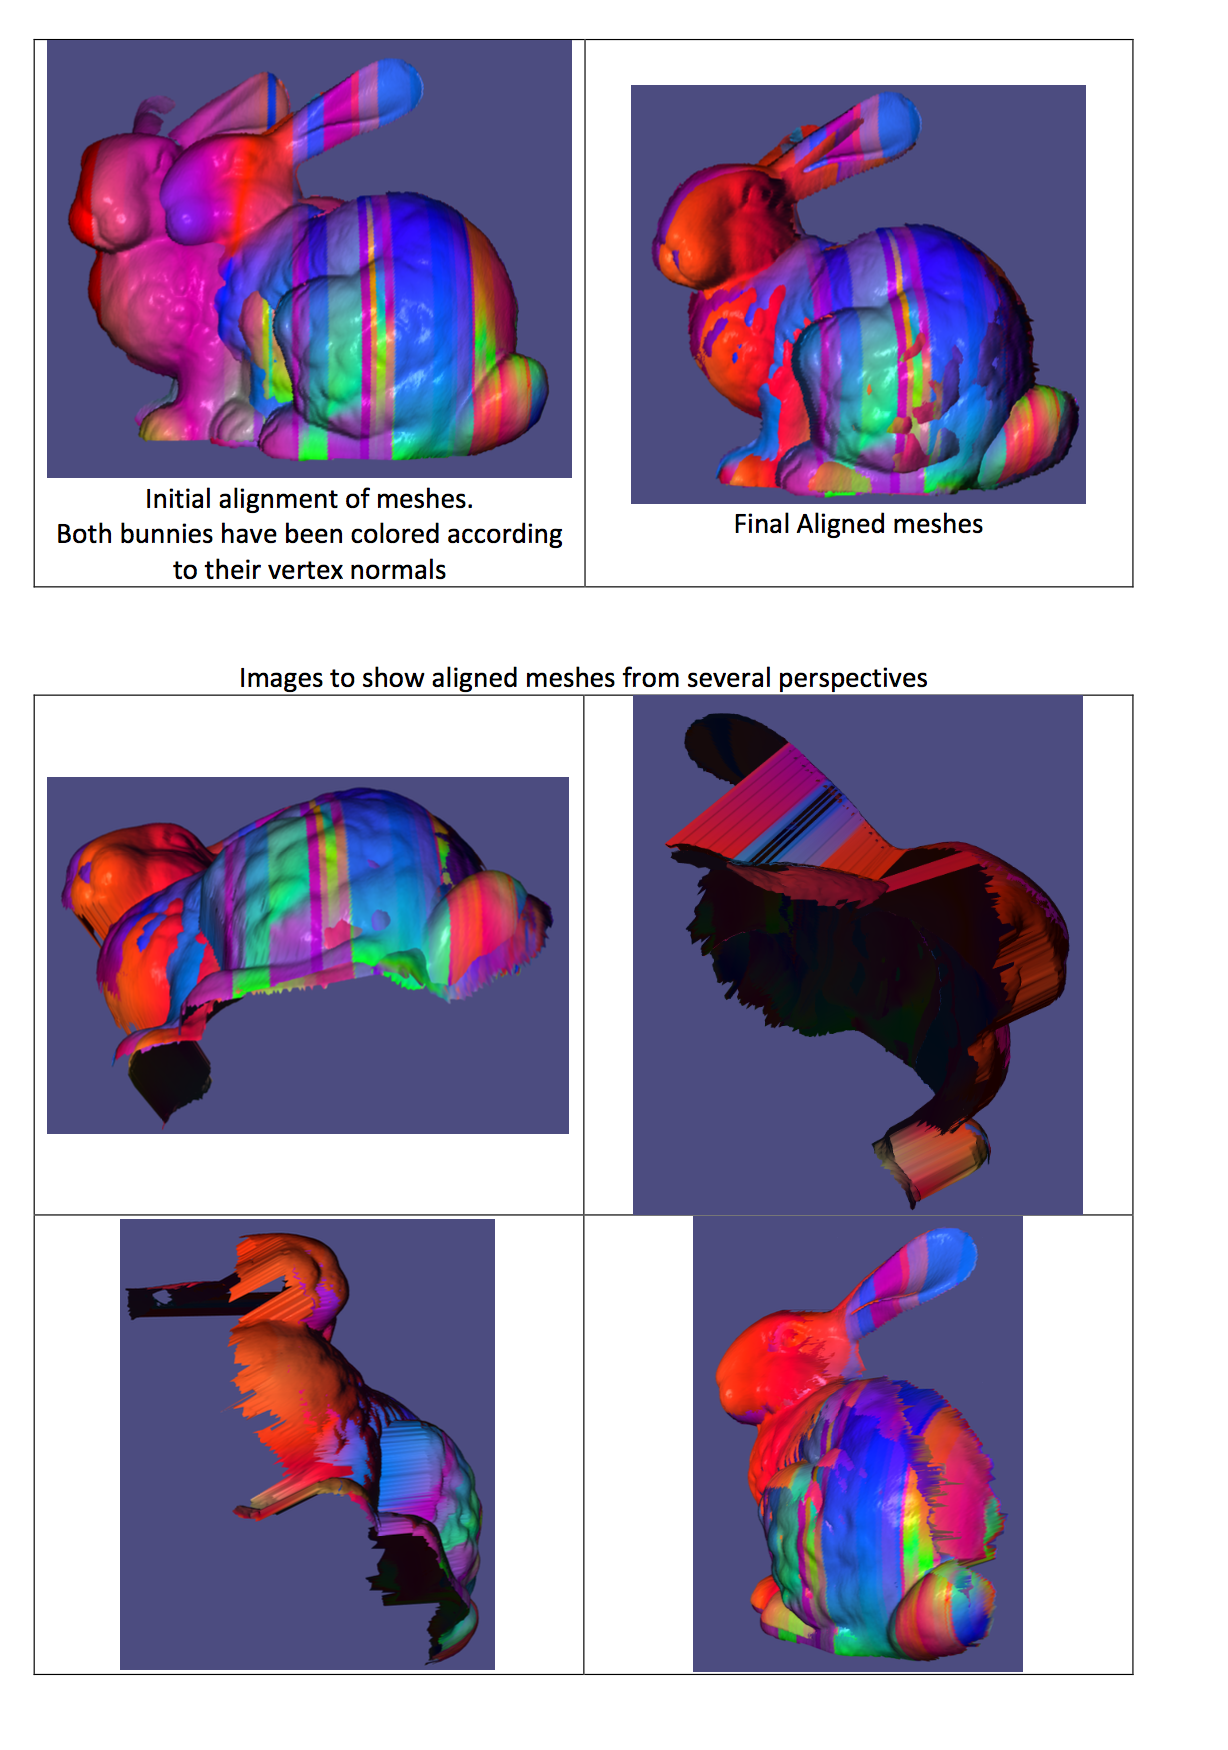 Initial alignment of meshes.
Both bunnies have been colored according
to their vertex normals
Final Aligned meshes
Images to show aligned meshes from several perspectives